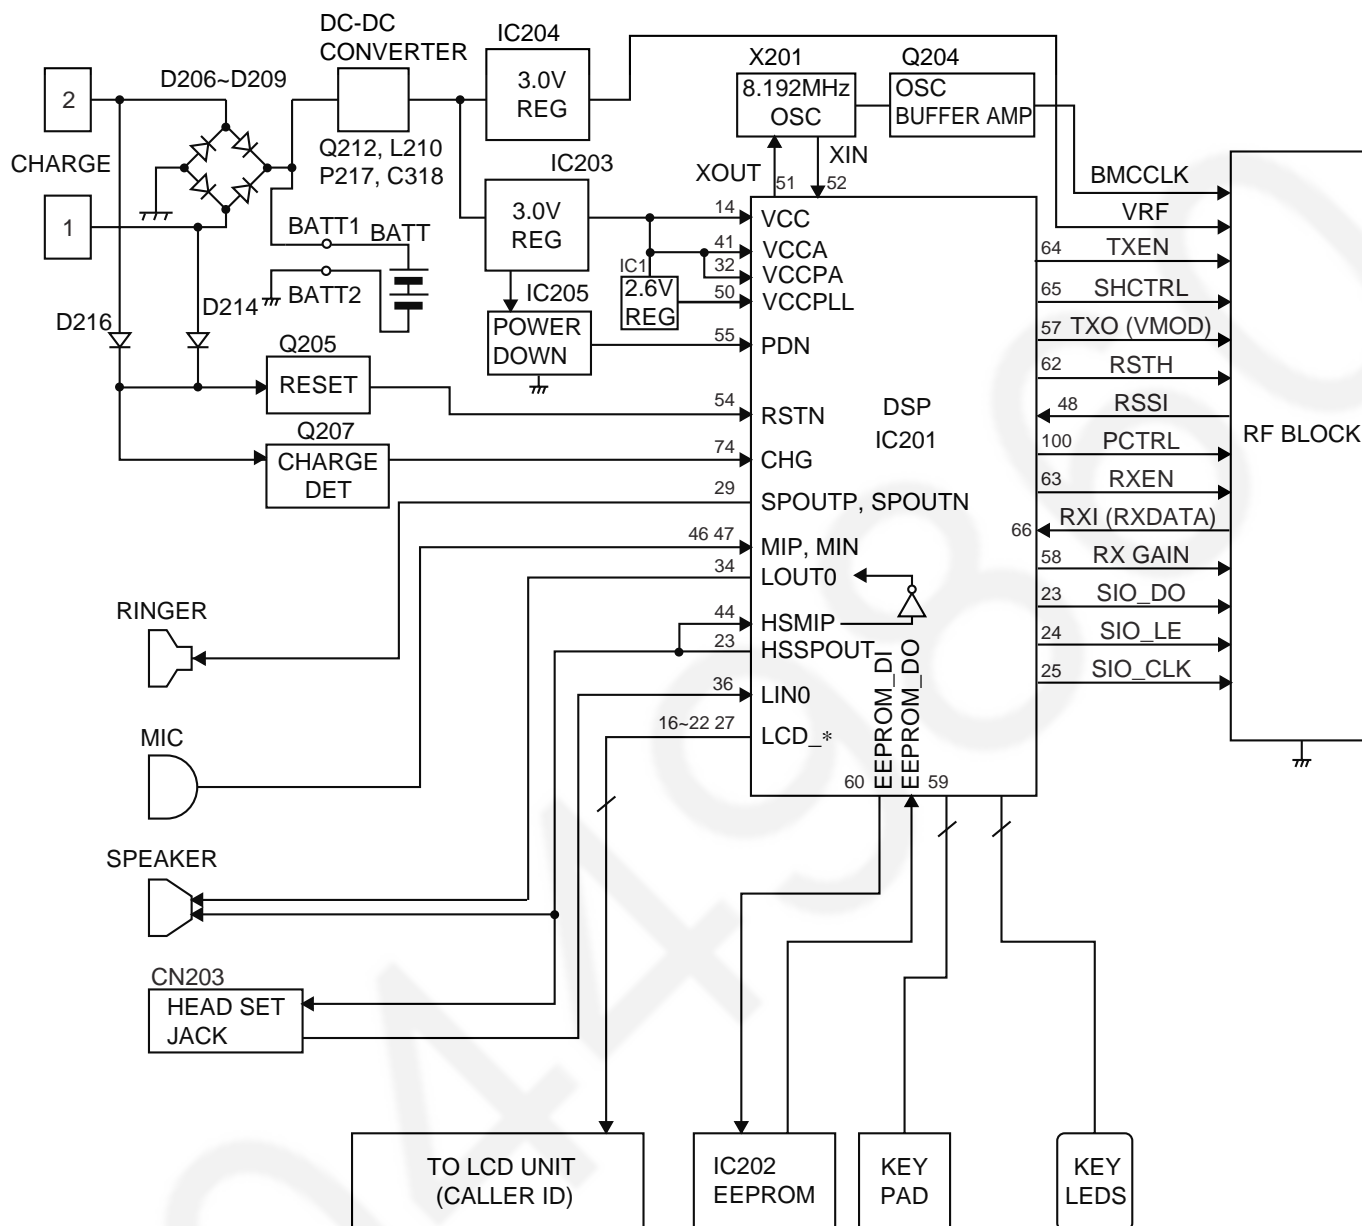 DC-DC
CONVERTER
IC204
3.0V
REG
X201
8.192MHz
OSC
Q204
OSC
BUFFER AMP
D206~D209
2
CHARGE
1
Q212, L210
P217, C318
IC203
3.0V
REG
XOUT
51
XIN
52
BATT1
BATT
BATT2
D214
D216
IC205
POWER
DOWN
IC1
2.6V
REG
Q205
RESET
Q207
CHARGE
DET
14
VCC
41
VCCA
32
VCCPA
50
VCCPLL
55
PDN
54
RSTN
74
CHG
29
SPOUTP, SPOUTN
46 47
MIP, MIN
34
LOUT0
44
HSMIP
23
HSSPOUT
36
LIN0
16~22 27
LCD_*
DSP
IC201
EEPROM_DI
EEPROM_DO
60
59
BMCCLK
VRF
64
TXEN
65
SHCTRL
57
TXO (VMOD)
62
RSTH
48
RSSI
100
PCTRL
63
RXEN
66
RXI (RXDATA)
58
RX GAIN
23
SIO_DO
24
SIO_LE
25
SIO_CLK
RF BLOCK
RINGER
MIC
SPEAKER
CN203
HEAD SET
JACK
TO LCD UNIT
(CALLER ID)
IC202
EEPROM
KEY
PAD
KEY
LEDS